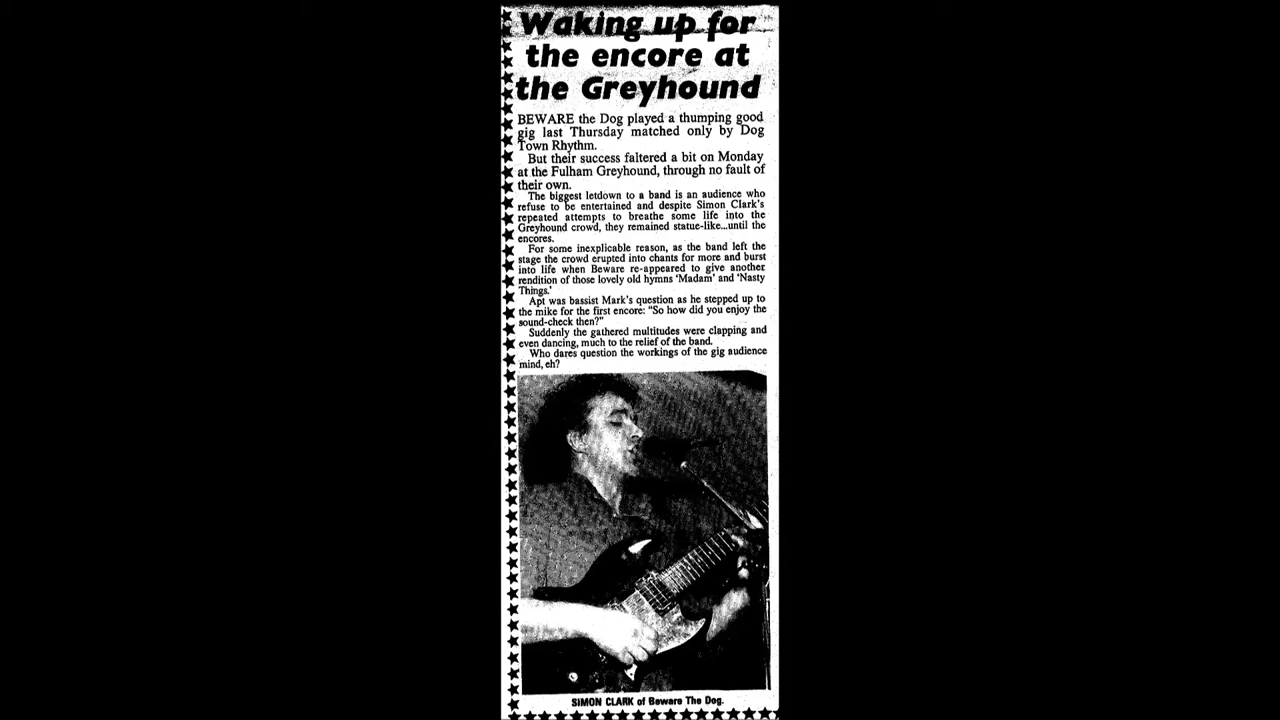 Waking up for
the encore at
the Greyhound
BEWARE the Dog played a thumping good
gig last Thursday matched only by Dog
Town Rhythm.
But their success faltered a bit on Monday
at the Fulham Greyhound, through no fault of
their own.
The biggest letdown to a band is an audience who
refuse to be entertained and despite Simon Clark's
repeated attempts to breathe some life into the
Greyhound crowd, they remained statue-like...until the
encores.
For some inexplicable reason, as the band left the
stage the crowd erupted into chants for more and burst
into life when Beware re-appeared to give another
rendition of those lovely old hymns 'Madam' and 'Nasty
Things.'
Apt was bassist Mark's question as he stepped up to
the mike for the first encore: "So how did you enjoy the
sound-check then?"
Suddenly the gathered multitudes were clapping and
even dancing, much to the relief of the band.
Who dares question the workings of the gig audience
mind, eh?
SIMON CLARK of Beware The Dog.